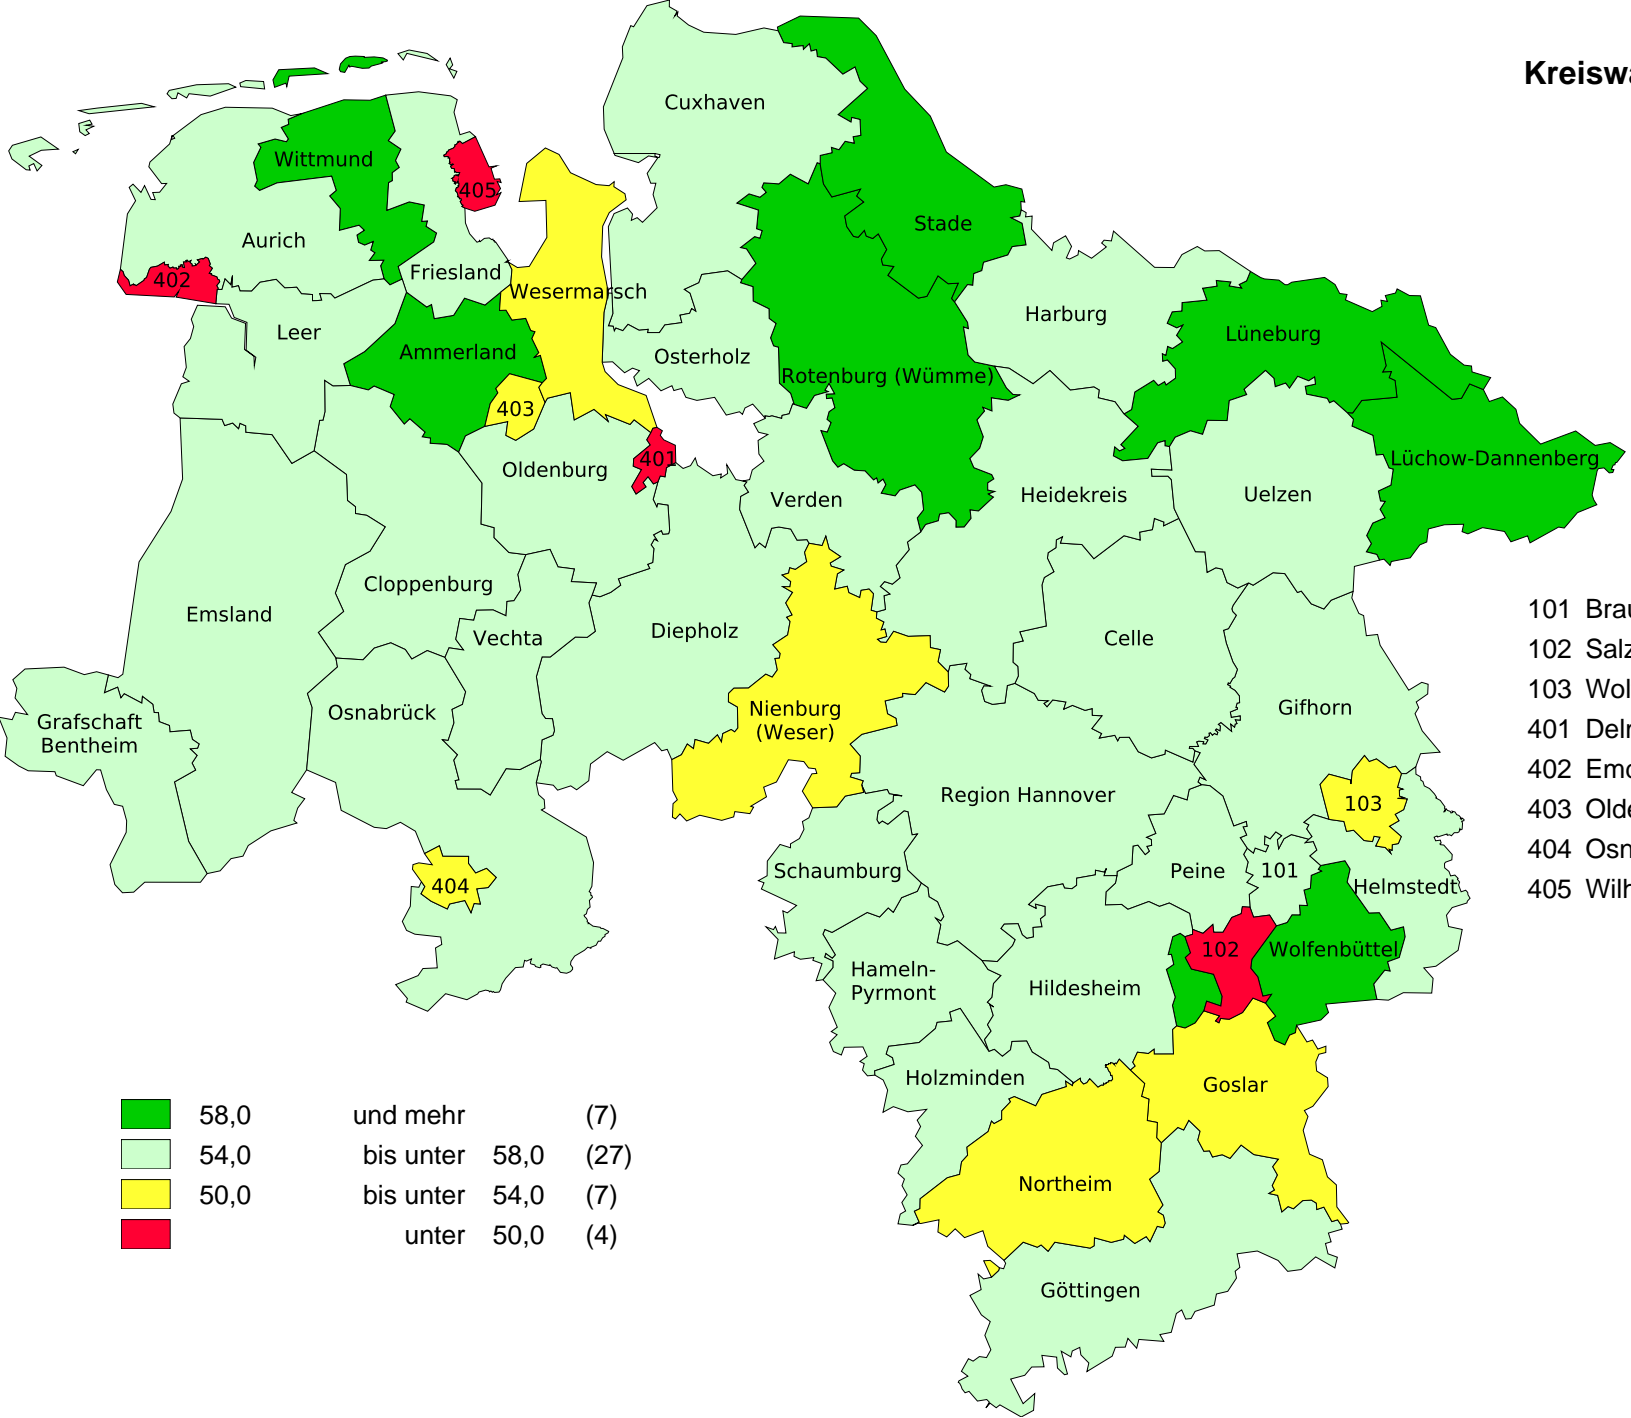 Kreiswa
Cuxhaven
Wittmund
405
Stade
Aurich
Friesland
402
Wesermarsch
Harburg
Leer
Lüneburg
Ammerland
Osterholz
Rotenburg (Wümme)
403
401
Lüchow-Dannenberg
Oldenburg
Verden
Heidekreis
Uelzen
Cloppenburg
Emsland
Vechta
Diepholz
Celle
Grafschaft
Bentheim
Osnabrück
Nienburg
(Weser)
Gifhorn
Region Hannover
103
Schaumburg
Peine
101
404
Helmstedt
102
Wolfenbüttel
Hameln-
Pyrmont
Hildesheim
Holzminden
Goslar
Northeim
Göttingen
101 Brau
102 Salz
103 Wol
401 Delm
402 Emd
403 Olde
404 Osn
405 Wilh
58,0 und mehr (7)
54,0 bis unter 58,0 (27)
50,0 bis unter 54,0 (7)
unter 50,0 (4)